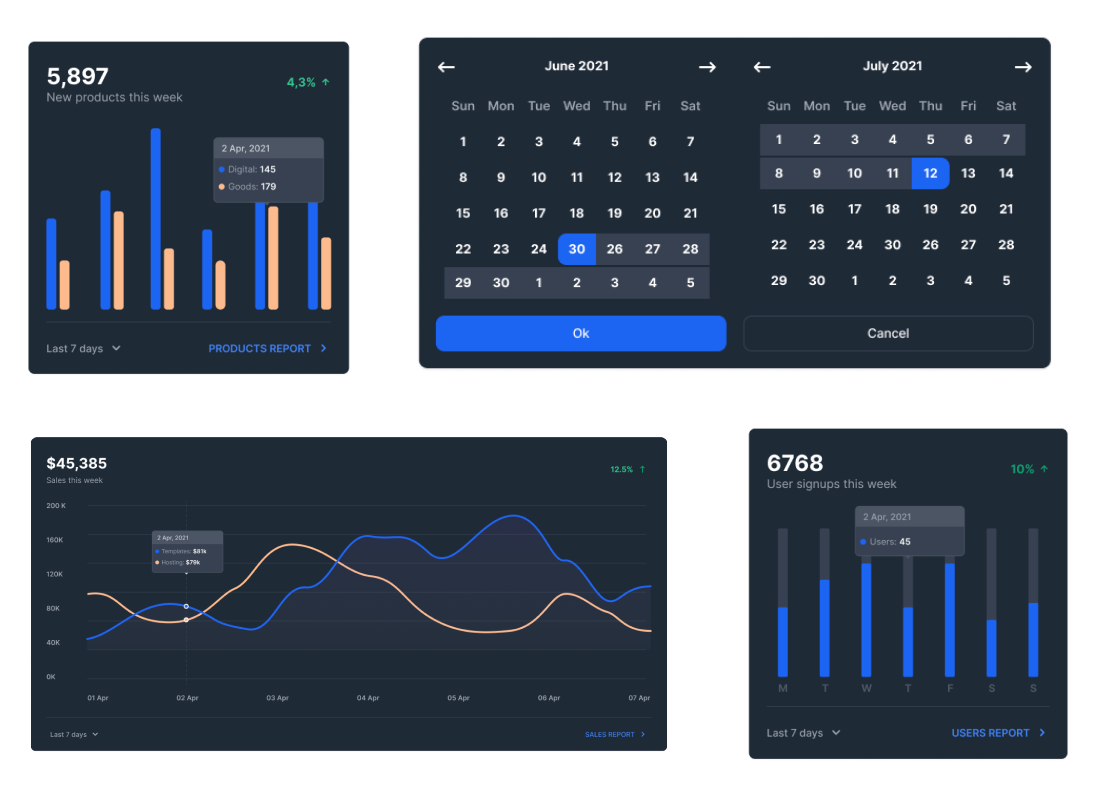 5,897
4,3%
New products this week
2 Apr, 2021
Digital: 145
Goods: 179
Last 7 days
PRODUCTS REPORT
June 2021
Sun Mon Tue Wed Thu Fri Sat
1 2 3 4 5 6 7
8 9 10 11 12 13 14
15 16 17 18 19 20 21
22 23 24 30 26 27 28
29 30 1 2 3 4 5
July 2021
Sun Mon Tue Wed Thu Fri Sat
1 2 3 4 5 6 7
8 9 10 11 12 13 14
15 16 17 18 19 20 21
22 23 24 30 26 27 28
29 30 1 2 3 4 5
Ok
Cancel
$45,385
12.5%
Sales this week
200 K
160K
120K
80K
40K
0K
2 Apr, 2021
Templates: $81k
Hosting: $79k
01 Apr 02 Apr 03 Apr 04 Apr 05 Apr 06 Apr 07 Apr
Last 7 days
SALES REPORT
6768
10%
User signups this week
2 Apr, 2021
Users: 45
M T W T F S S
Last 7 days
USERS REPORT